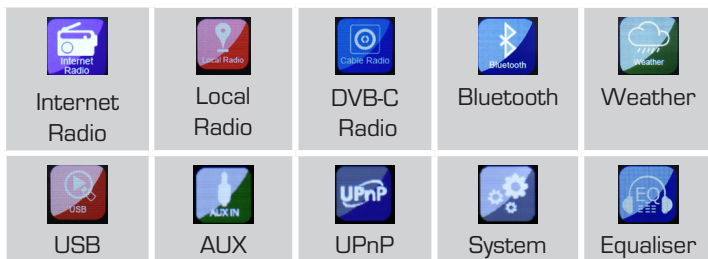 Internet
Radio
Local Radio
Cable Radio
Bluetooth
Weather
Internet
Radio
Local
Radio
DVB-C
Radio
Bluetooth
Weather
USB
AUX IN
UPnP
EQ
USB
AUX
UPnP
System
Equaliser